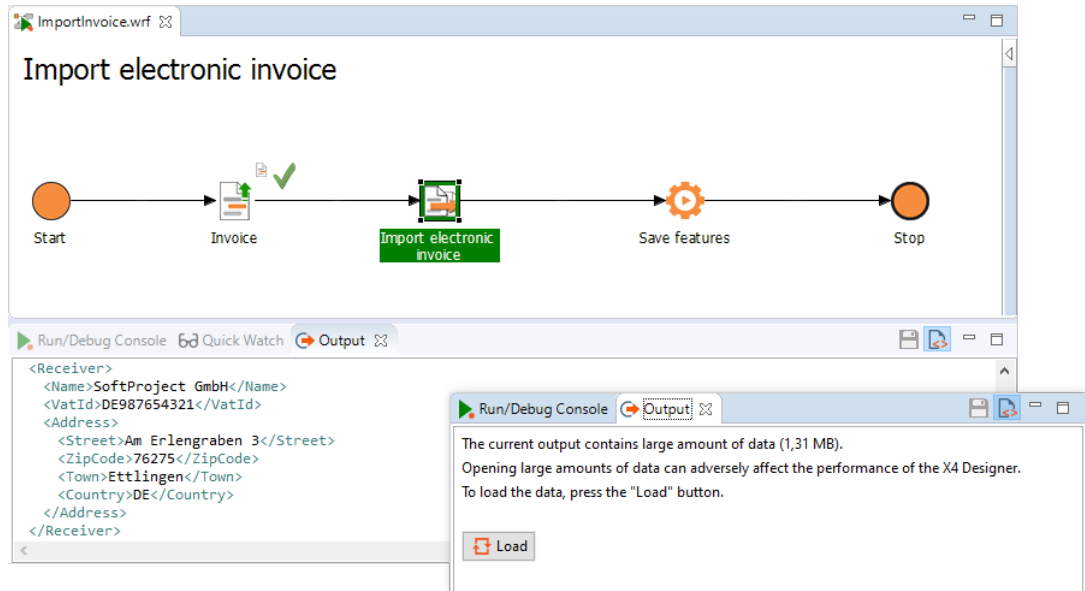 ImportInvoice.wrf
Import electronic invoice
Start
Invoice
Import electronic
invoice
Save features
Stop
Run/Debug Console Quick Watch Output
<Receiver>
<Name>SoftProject GmbH</Name>
<VatId>DE987654321</VatId>
<Address>
<Street>Am Erlengraben 3</Street>
<ZipCode>76275</ZipCode>
<Town>Ettlingen</Town>
<Country>DE</Country>
</Address>
</Receiver>
Run/Debug Console Output
The current output contains large amount of data (1,31 MB).
Opening large amounts of data can adversely affect the performance of the X4 Designer.
To load the data, press the "Load" button.
Load